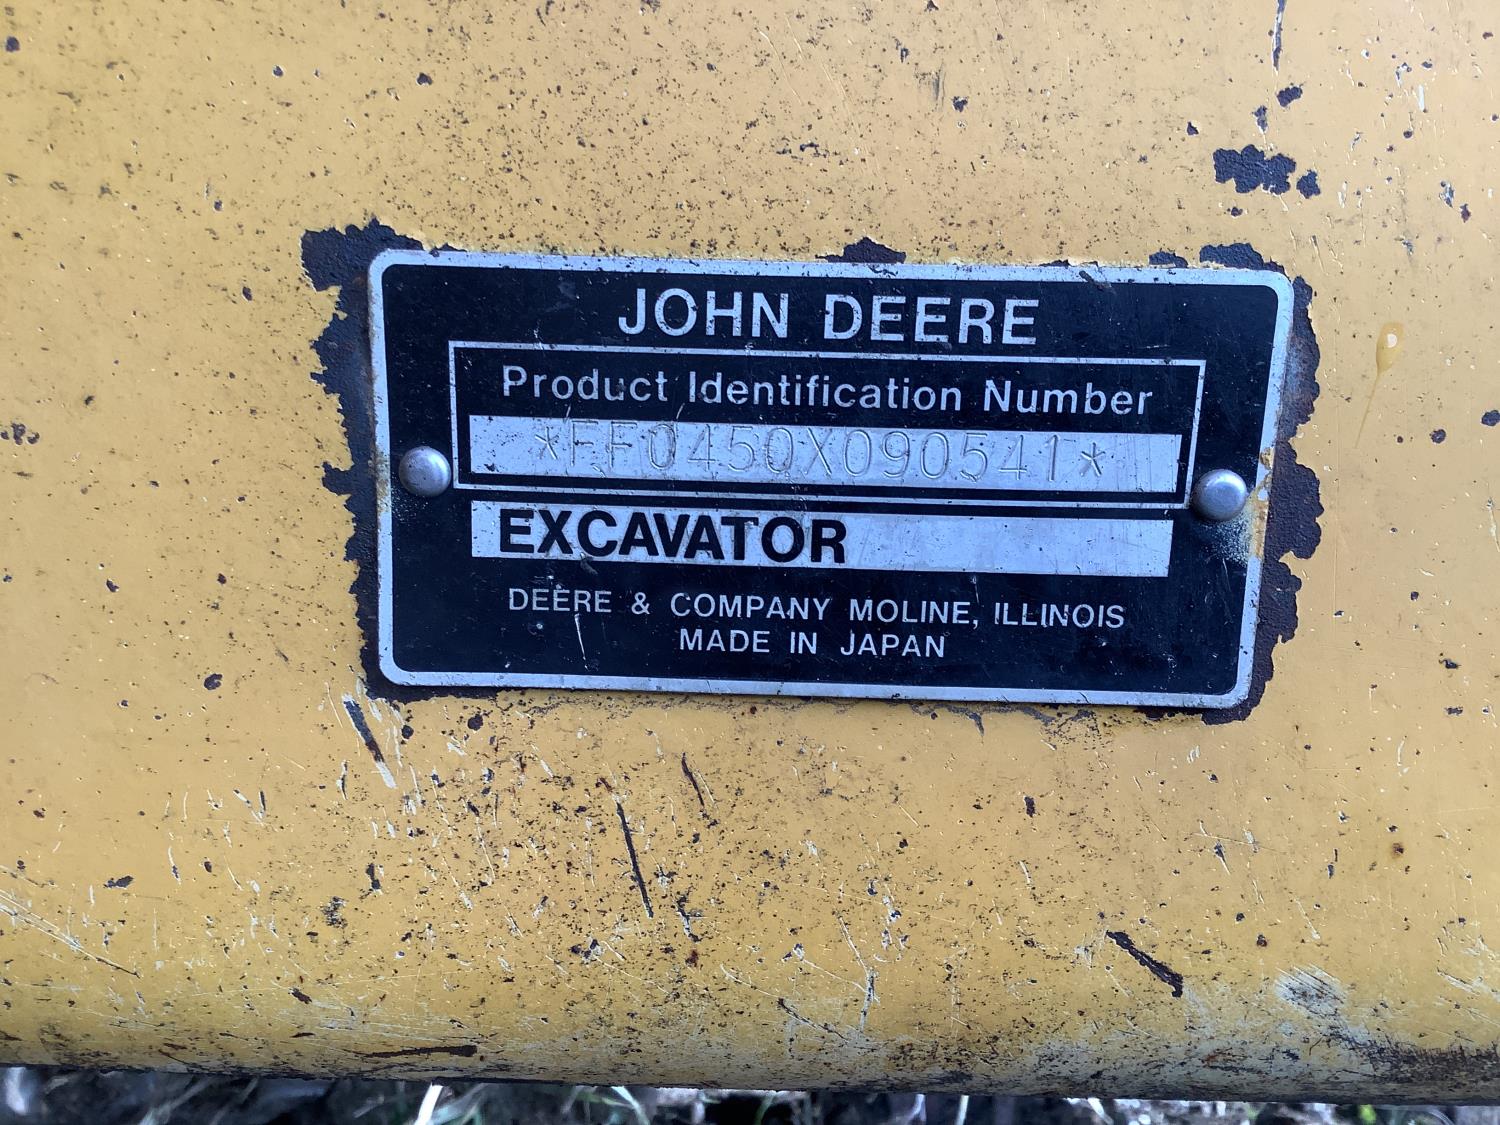 JOHN DEERE
Product Identification Number
*FF0450X090541*
EXCAVATOR
DEERE & COMPANY MOLINE, ILLINOIS
MADE IN JAPAN